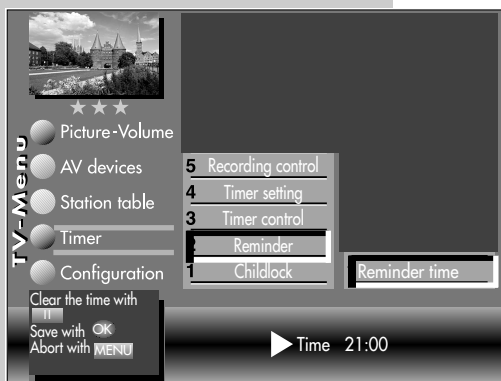 TV-Menu
Picture-Volume
AV devices
Station table
Timer
Configuration
5 Recording control
4 Timer setting
3 Timer control
Reminder
1 Childlock
Reminder time
Clear the time with
II
Save with OK
Abort with MENU
Time 21:00